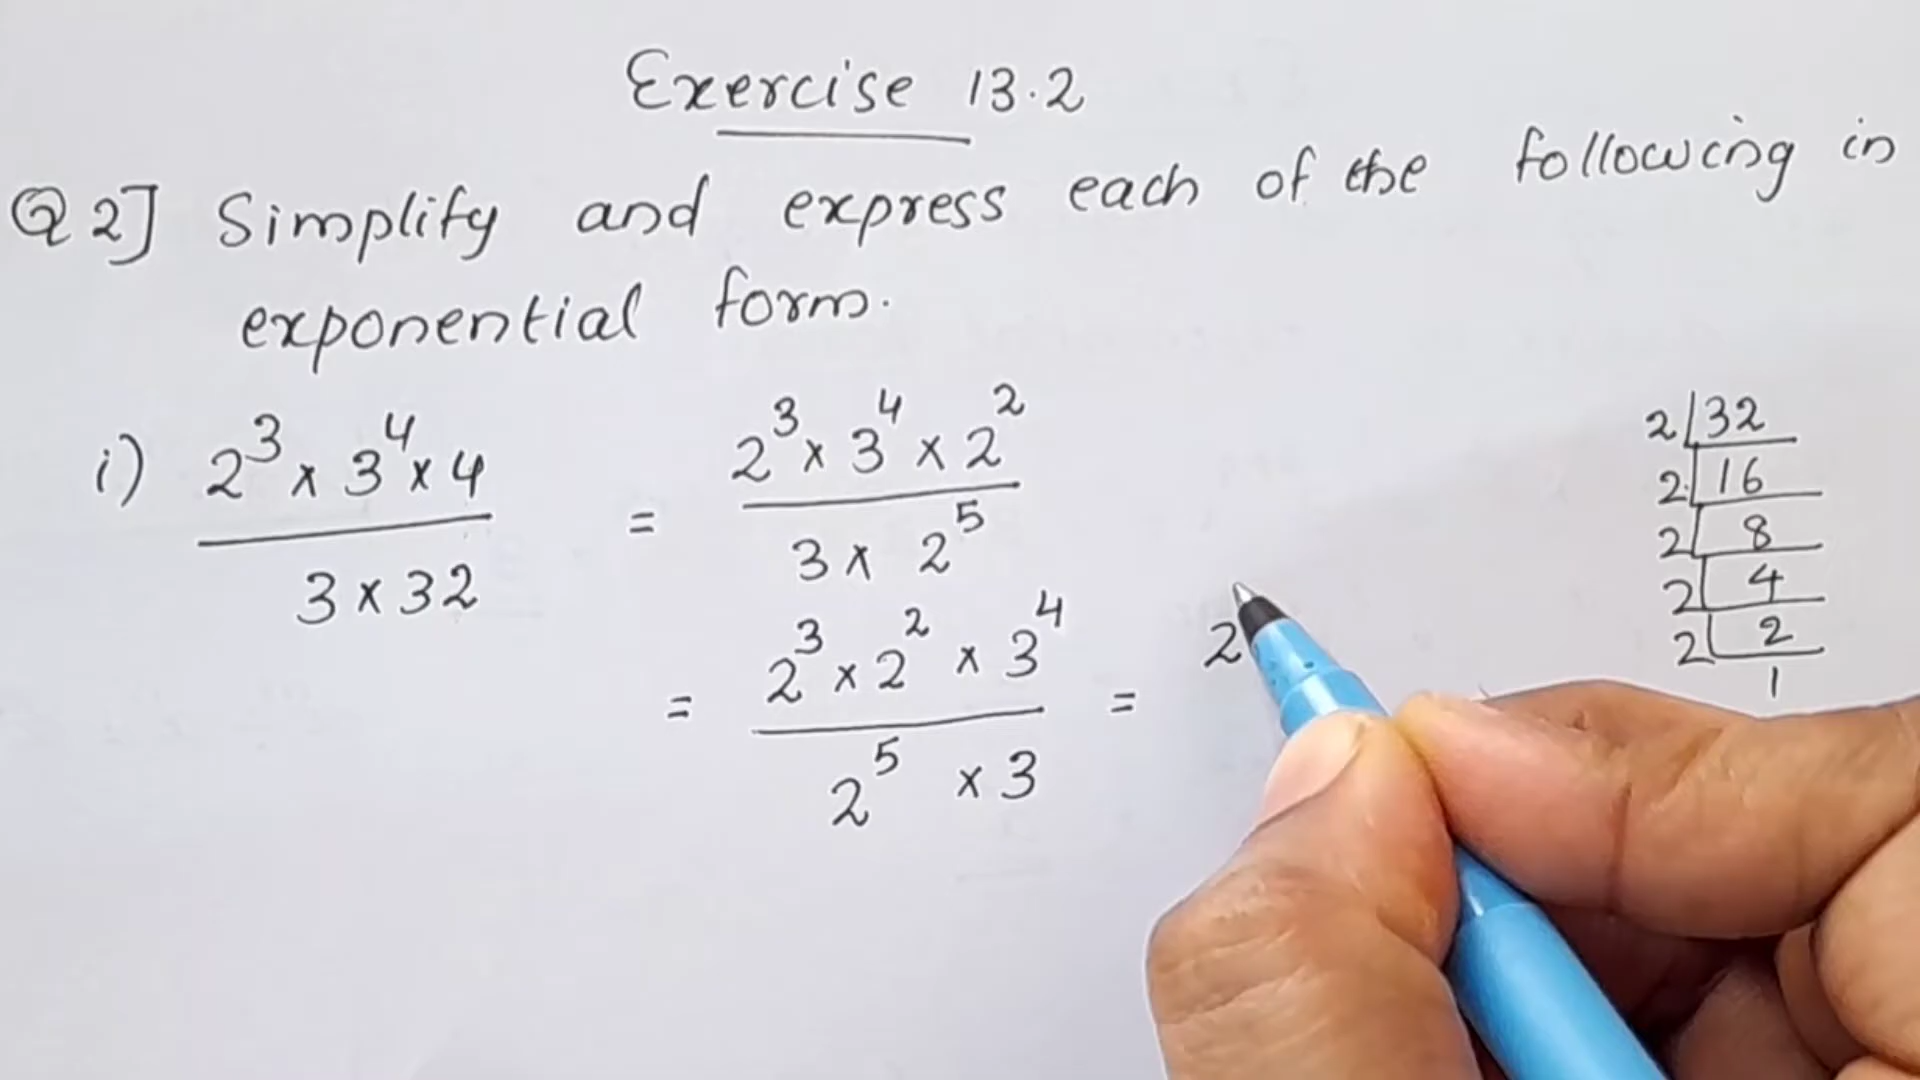 Exercise 13.2
Q2] Simplify and express each of the following in
exponential form.
i) (2³ x 3⁴ x 4)/(3 x 32) = (2³ x 3⁴ x 2²)/(3 x 2⁵)
= (2³ x 2² x 3⁴)/(2⁵ x 3) = 2
2 | 32
2 | 16
2 | 8
2 | 4
2 | 2
1